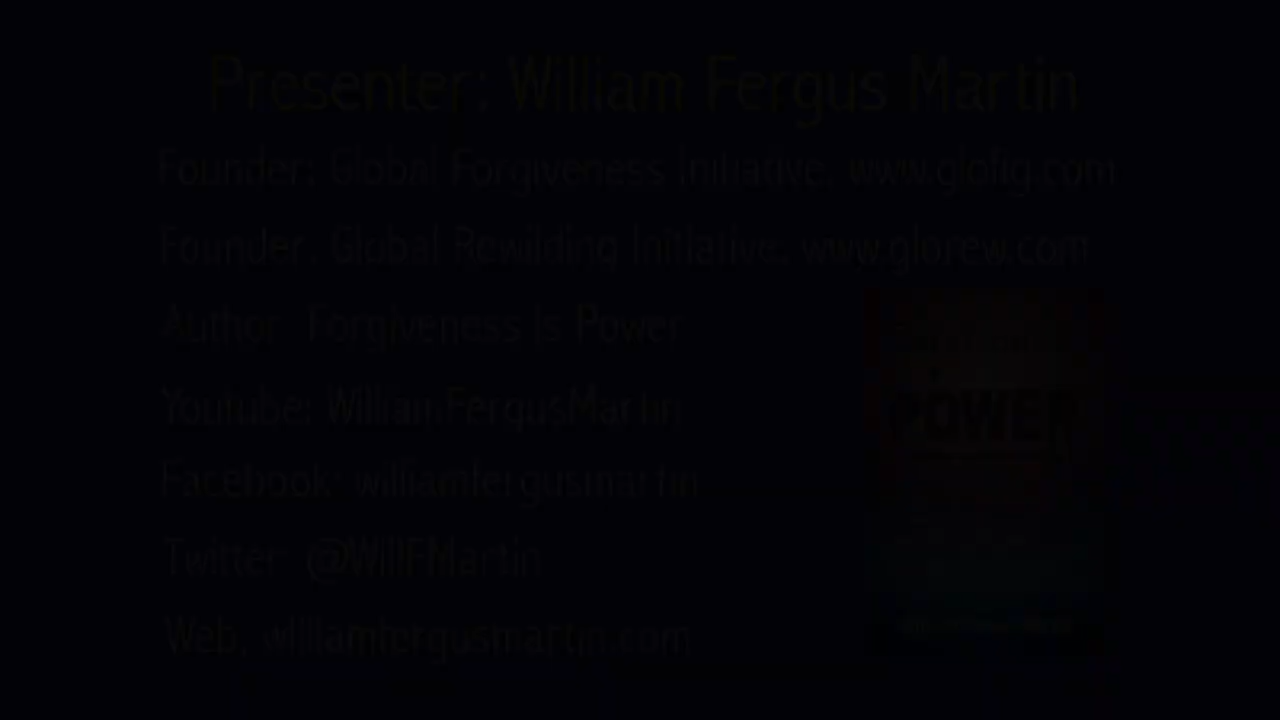 Presenter: William Fergus Martin
Founder: Global Forgiveness Initiative: www.glofig.com
Founder: Global Rewilding Initiative: www.glorew.com
Author: Forgiveness is Power
POWER
Youtube: WilliamFergusMartin
Facebook: williamfergusmartin
Twitter: @WillFMartin
Web: williamfergusmartin.com